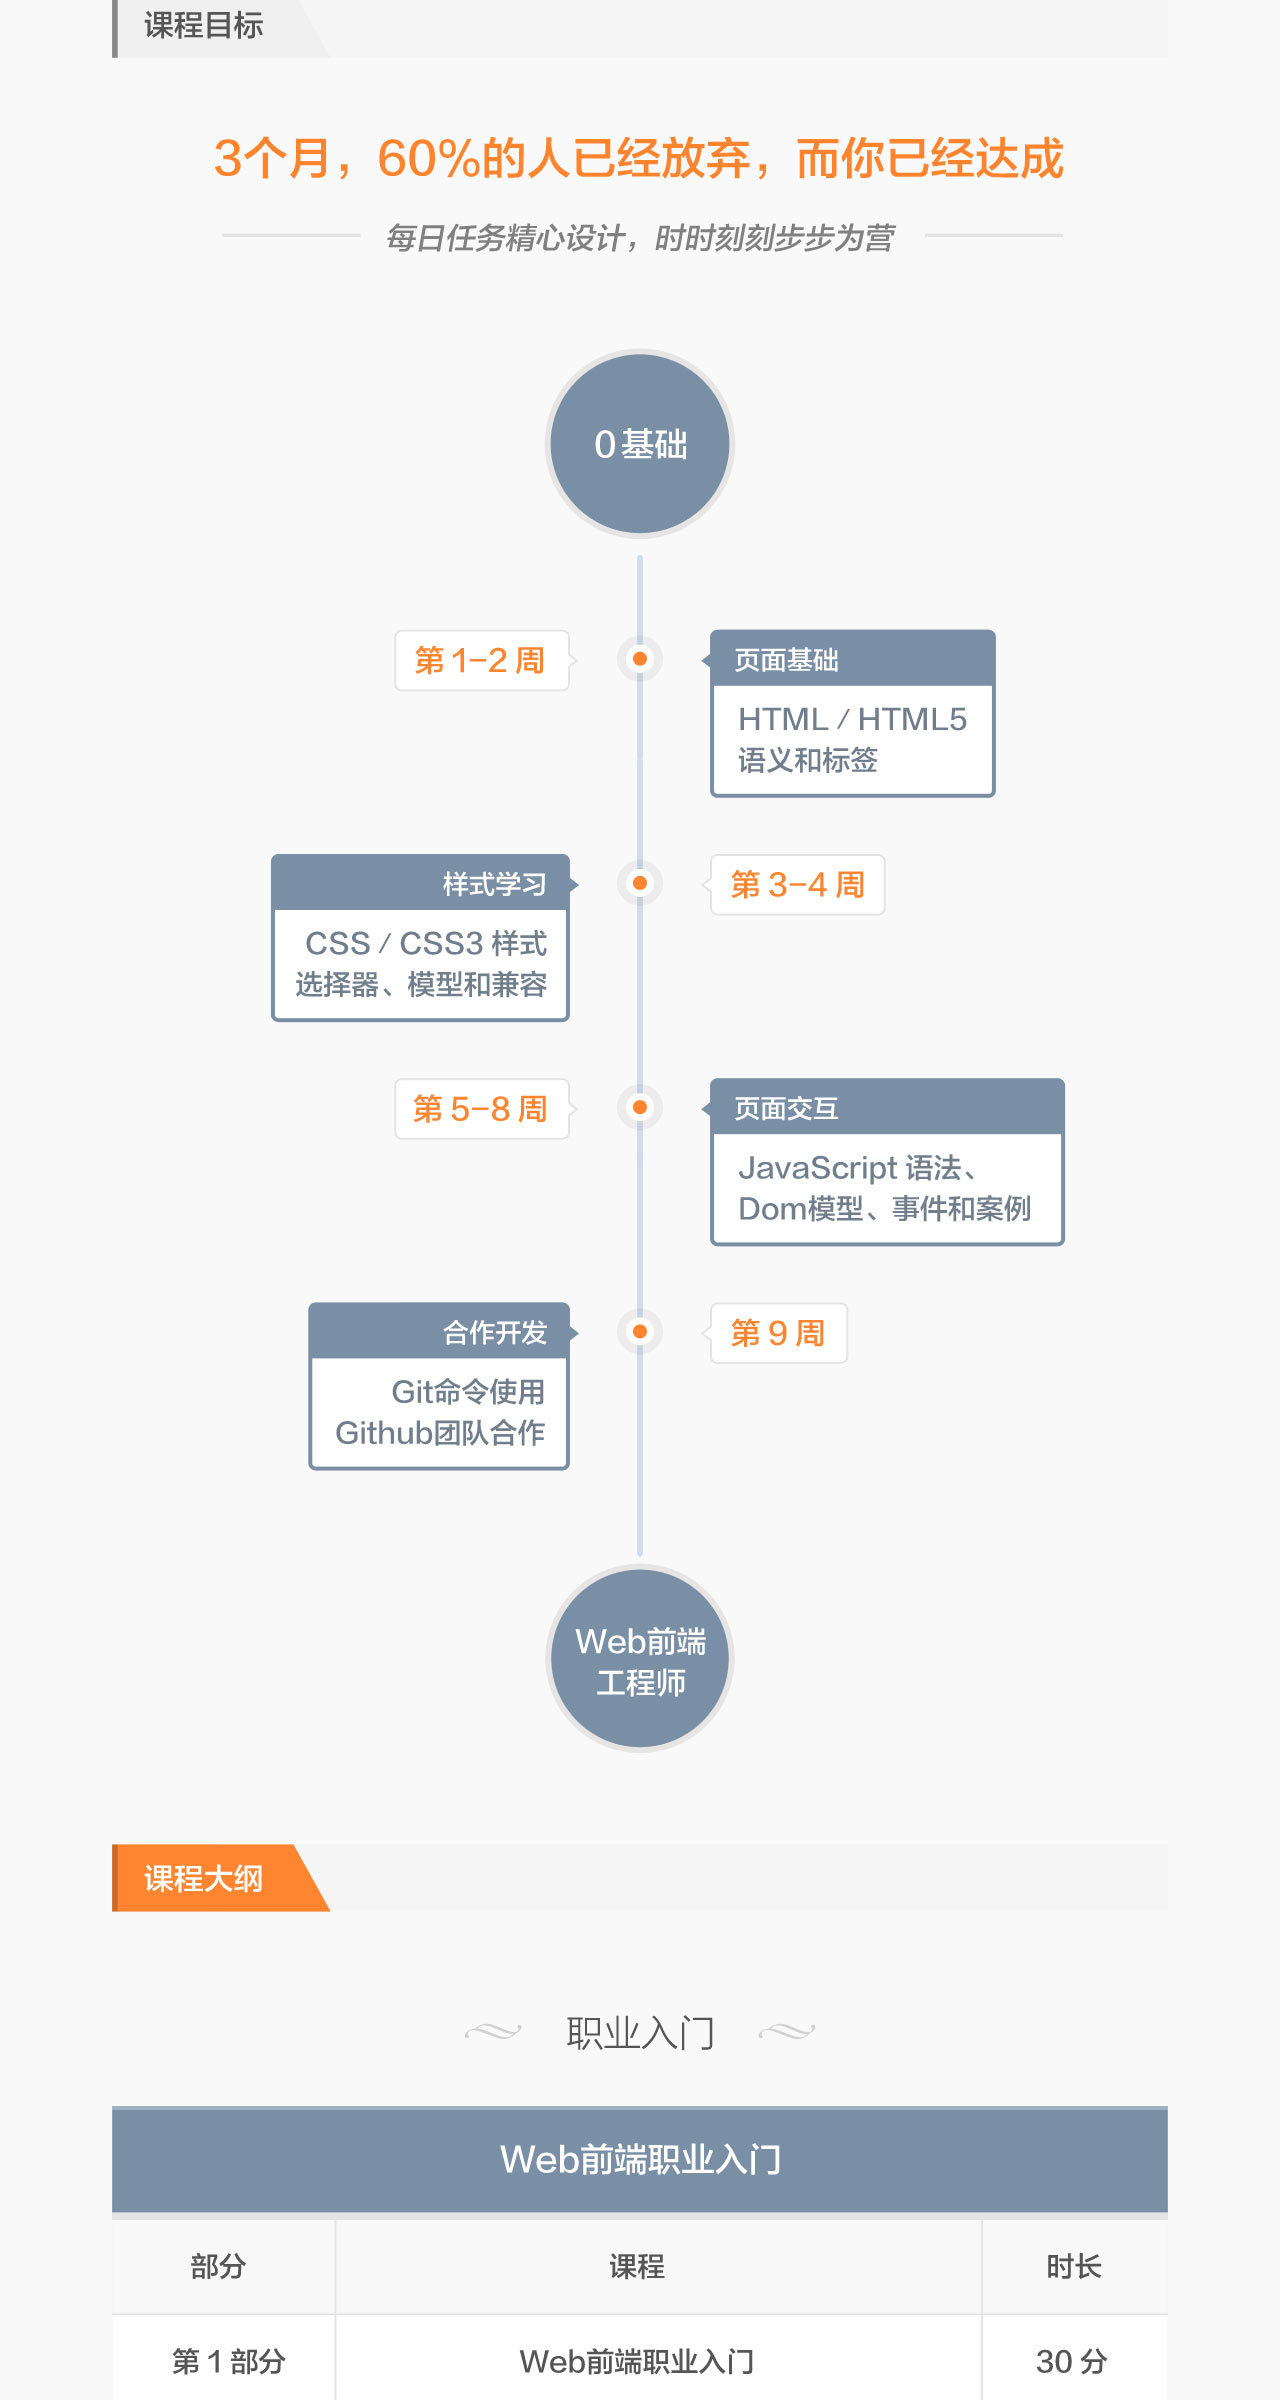 课程目标
3个月，60%的人已经放弃，而你已经达成
每日任务精心设计，时时刻刻步步为营
0基础
第 1–2 周
页面基础
HTML / HTML5
语义和标签
样式学习
CSS / CSS3 样式
选择器、模型和兼容
第 3–4 周
第 5–8 周
页面交互
JavaScript 语法、
Dom模型、事件和案例
合作开发
Git命令使用
Github团队合作
第 9 周
Web前端
工程师
课程大纲
职业入门
Web前端职业入门
部分 课程 时长
第 1 部分 Web前端职业入门 30 分